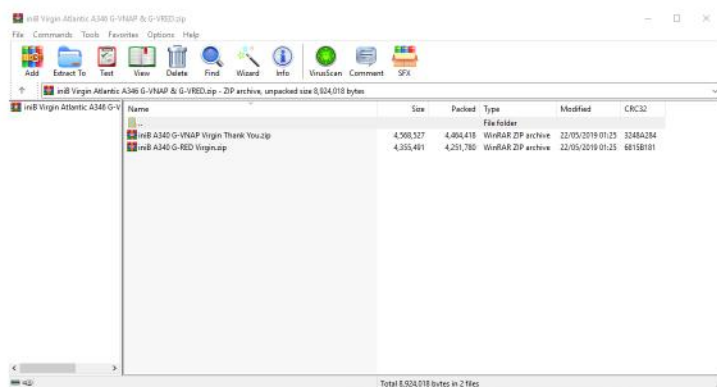 iniB Virgin Atlantic A346 G-VNAP & G-VRED.zip
File Commands Tools Favorites Options Help
Add Extract To Test View Delete Find Wizard Info VirusScan Comment SFX
iniB Virgin Atlantic A346 G-VNAP & G-VRED.zip - ZIP archive, unpacked size 8,924,018 bytes
iniB Virgin Atlantic A346 G-V Name Size Packed Type Modified CRC32
.. File folder
iniB A340 G-VNAP Virgin Thank You.zip 4,568,527 4,464,418 WinRAR ZIP archive 22/05/2019 01:25 3248A284
iniB A340 G-RED Virgin.zip 4,355,491 4,251,780 WinRAR ZIP archive 22/05/2019 01:25 6815B181
Total 8,924,018 bytes in 2 files